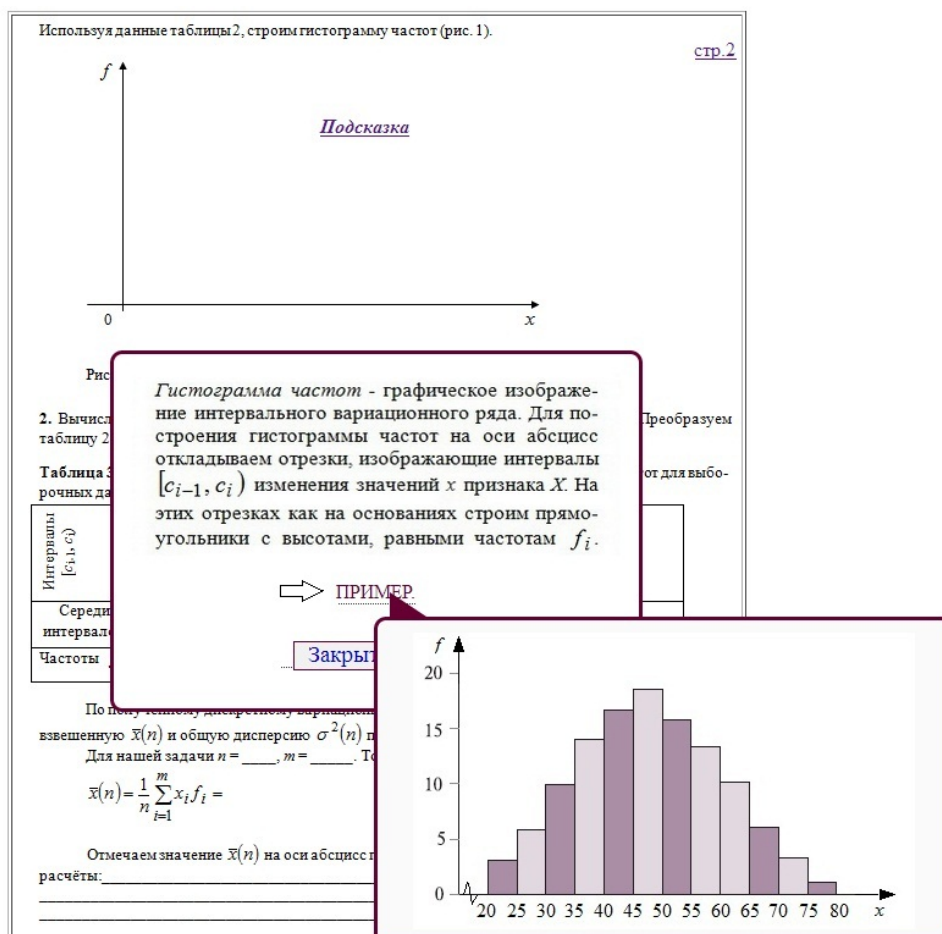 Используя данные таблицы 2, строим гистограмму частот (рис. 1).
стр.2
f
Подсказка
0
x
Рис
Гистограмма частот - графическое изображе-
ние интервального вариационного ряда. Для по-
строения гистограммы частот на оси абсцисс
откладываем отрезки, изображающие интервалы
[c_{i-1}, c_i) изменения значений x признака X. На
этих отрезках как на основаниях строим прямо-
угольники с высотами, равными частотам f_i.
ПРИМЕР.
Закрыт
2. Вычисл
Преобразуем
таблицу 2
Таблица 3
от для выбо-
рочных да
Интервалы
[c_{i-1}, c_i)
Середи
интервало
Частоты
По полученному дискретному вариационн
взвешенную x̅(n) и общую дисперсию σ²(n) п
Для нашей задачи n = ____, m = _____. То
x̅(n) = \frac{1}{n} \sum_{i=1}^{m} x_i f_i =
Отмечаем значение x̅(n) на оси абсцисс г
расчёты:
f
20
15
10
5
0
20 25 30 35 40 45 50 55 60 65 70 75 80 x